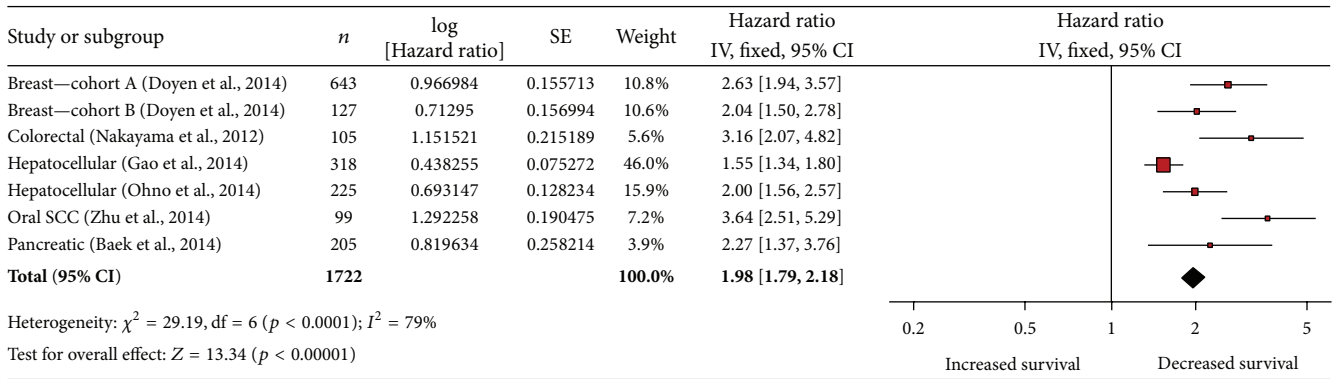 Study or subgroup n log [Hazard ratio] SE Weight Hazard ratio IV, fixed, 95% CI Hazard ratio IV, fixed, 95% CI
Breast—cohort A (Doyen et al., 2014) 643 0.966984 0.155713 10.8% 2.63 [1.94, 3.57]
Breast—cohort B (Doyen et al., 2014) 127 0.71295 0.156994 10.6% 2.04 [1.50, 2.78]
Colorectal (Nakayama et al., 2012) 105 1.151521 0.215189 5.6% 3.16 [2.07, 4.82]
Hepatocellular (Gao et al., 2014) 318 0.438255 0.075272 46.0% 1.55 [1.34, 1.80]
Hepatocellular (Ohno et al., 2014) 225 0.693147 0.128234 15.9% 2.00 [1.56, 2.57]
Oral SCC (Zhu et al., 2014) 99 1.292258 0.190475 7.2% 3.64 [2.51, 5.29]
Pancreatic (Baek et al., 2014) 205 0.819634 0.258214 3.9% 2.27 [1.37, 3.76]
Total (95% CI) 1722 100.0% 1.98 [1.79, 2.18]
Heterogeneity: χ² = 29.19, df = 6 (p < 0.0001); I² = 79%
Test for overall effect: Z = 13.34 (p < 0.00001)
0.2 0.5 1 2 5
Increased survival Decreased survival